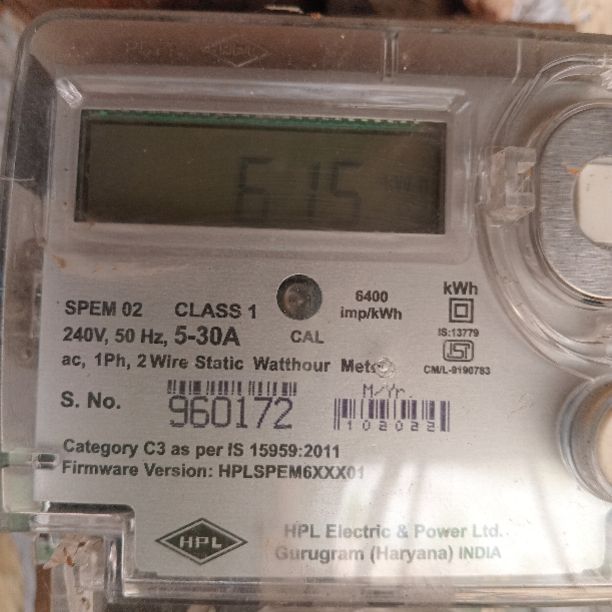 615
SPEM 02 CLASS 1 6400 imp/kWh kWh
240V, 50 Hz, 5-30A CAL IS:13779
ac, 1Ph, 2 Wire Static Watthour Meter CM/L-9190783
S. No. 960172 M/Yr. 102022
Category C3 as per IS 15959:2011
Firmware Version: HPLSPEM6XXX01
HPL HPL Electric & Power Ltd.
Gurugram (Haryana) INDIA